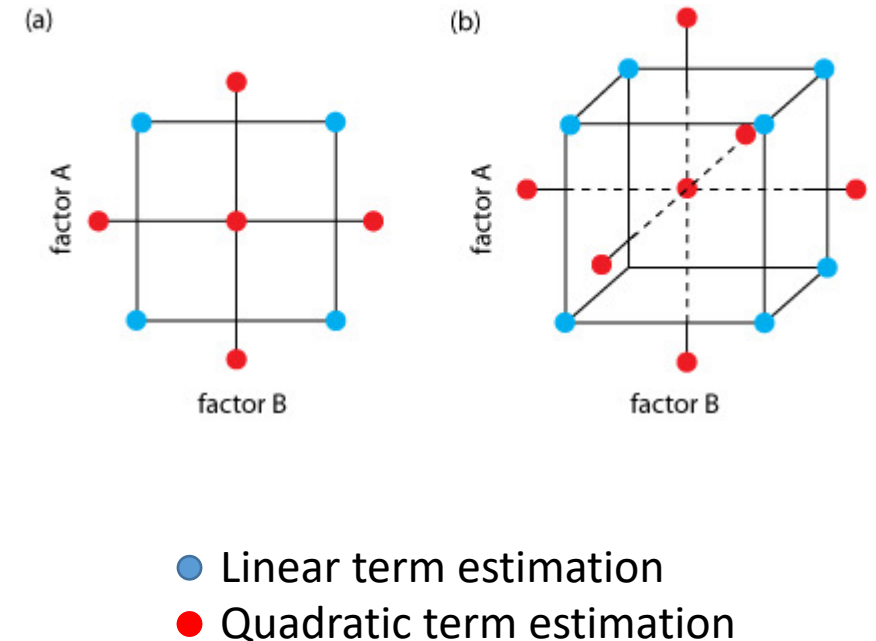 (a)
factor A
factor B
(b)
factor A
factor B
Linear term estimation
Quadratic term estimation